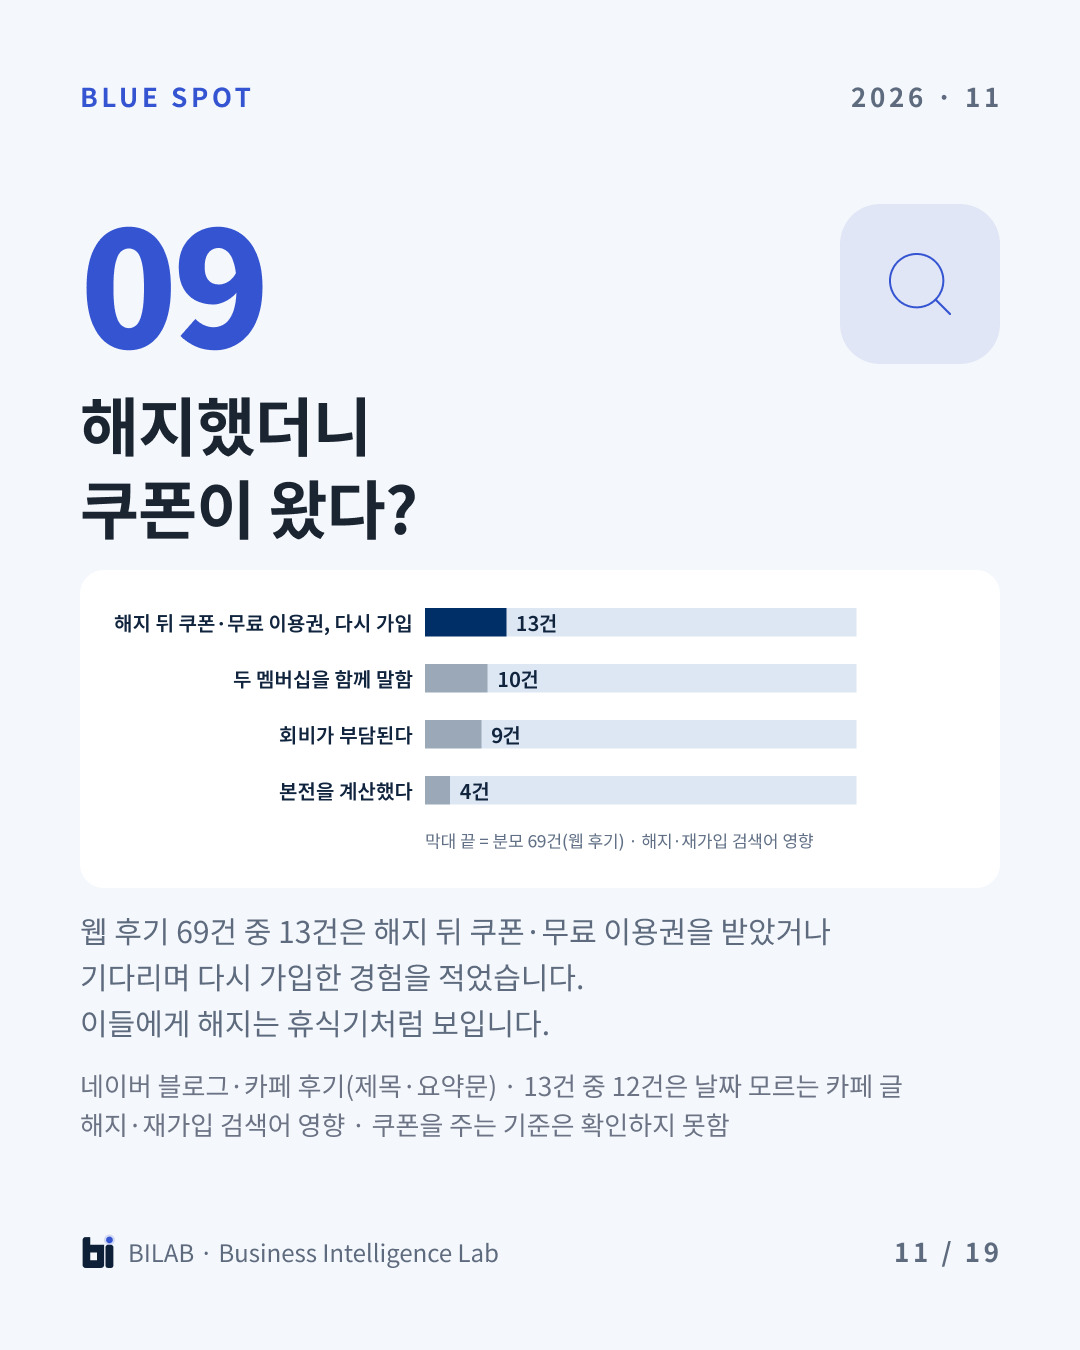 BLUE SPOT
2026 · 11
09
해지했더니
쿠폰이 왔다?
해지 뒤 쿠폰·무료 이용권, 다시 가입 13건
두 멤버십을 함께 말함 10건
회비가 부담된다 9건
본전을 계산했다 4건
막대 끝 = 분모 69건(웹 후기) · 해지·재가입 검색어 영향
웹 후기 69건 중 13건은 해지 뒤 쿠폰·무료 이용권을 받았거나
기다리며 다시 가입한 경험을 적었습니다.
이들에게 해지는 휴식기처럼 보입니다.
네이버 블로그·카페 후기(제목·요약문) · 13건 중 12건은 날짜 모르는 카페 글
해지·재가입 검색어 영향 · 쿠폰을 주는 기준은 확인하지 못함
bi BILAB · Business Intelligence Lab
11 / 19